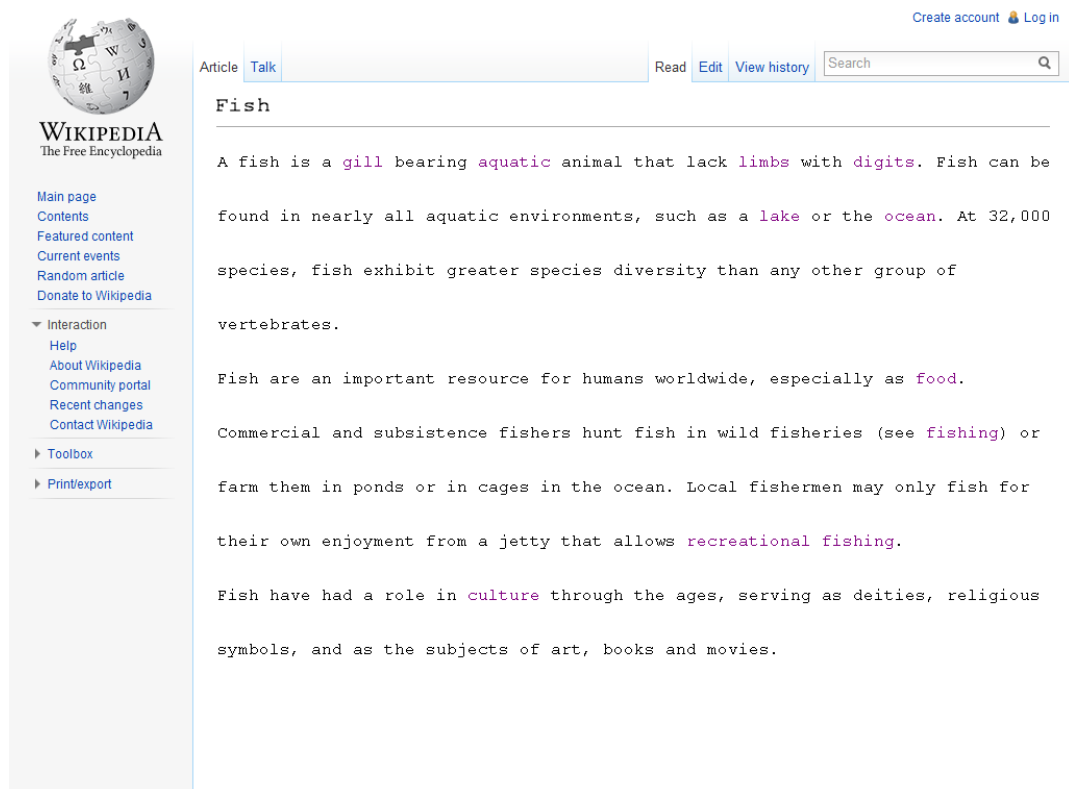 Create account Log in
WIKIPEDIA
The Free Encyclopedia
Article Talk Read Edit View history Search
Main page
Contents
Featured content
Current events
Random article
Donate to Wikipedia
Interaction
Help
About Wikipedia
Community portal
Recent changes
Contact Wikipedia
Toolbox
Print/export
Fish
A fish is a gill bearing aquatic animal that lack limbs with digits. Fish can be
found in nearly all aquatic environments, such as a lake or the ocean. At 32,000
species, fish exhibit greater species diversity than any other group of
vertebrates.
Fish are an important resource for humans worldwide, especially as food.
Commercial and subsistence fishers hunt fish in wild fisheries (see fishing) or
farm them in ponds or in cages in the ocean. Local fishermen may only fish for
their own enjoyment from a jetty that allows recreational fishing.
Fish have had a role in culture through the ages, serving as deities, religious
symbols, and as the subjects of art, books and movies.